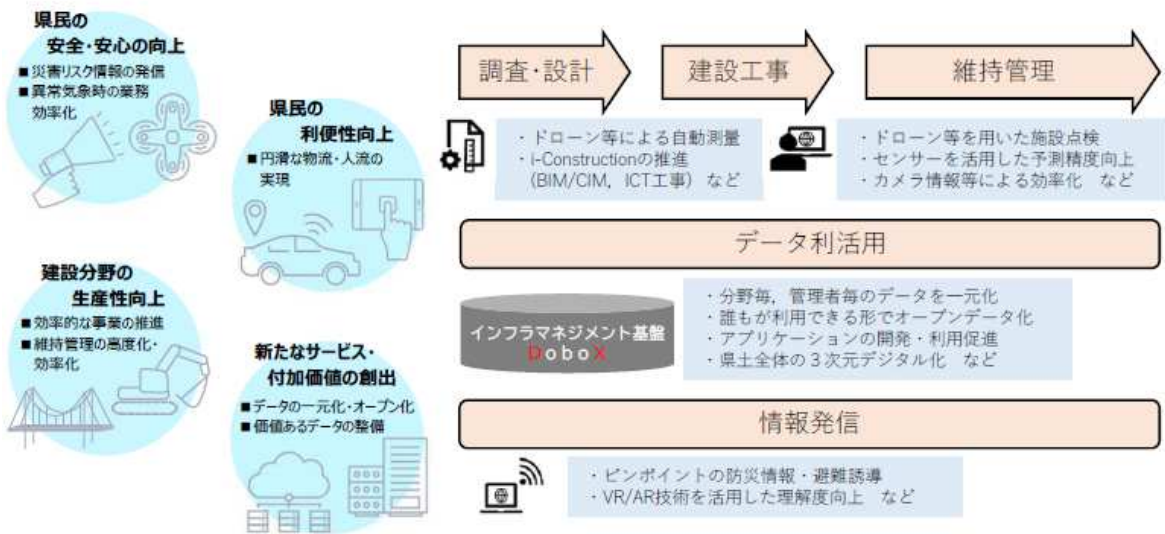 県民の
安全・安心の向上
■災害リスク情報の発信
■異常気象時の業務
効率化
県民の
利便性向上
■円滑な物流・人流の
実現
建設分野の
生産性向上
■効率的な事業の推進
■維持管理の高度化・
効率化
新たなサービス・
付加価値の創出
■データの一元化・オープン化
■価値あるデータの整備
調査・設計
建設工事
維持管理
・ドローン等による自動測量
・i-Constructionの推進
(BIM/CIM, ICT工事) など
・ドローン等を用いた施設点検
・センサーを活用した予測精度向上
・カメラ情報等による効率化 など
データ利活用
インフラマネジメント基盤
DoboX
・分野毎, 管理者毎のデータを一元化
・誰もが利用できる形でオープンデータ化
・アプリケーションの開発・利用促進
・県土全体の3次元デジタル化 など
情報発信
・ピンポイントの防災情報・避難誘導
・VR/AR技術を活用した理解度向上 など